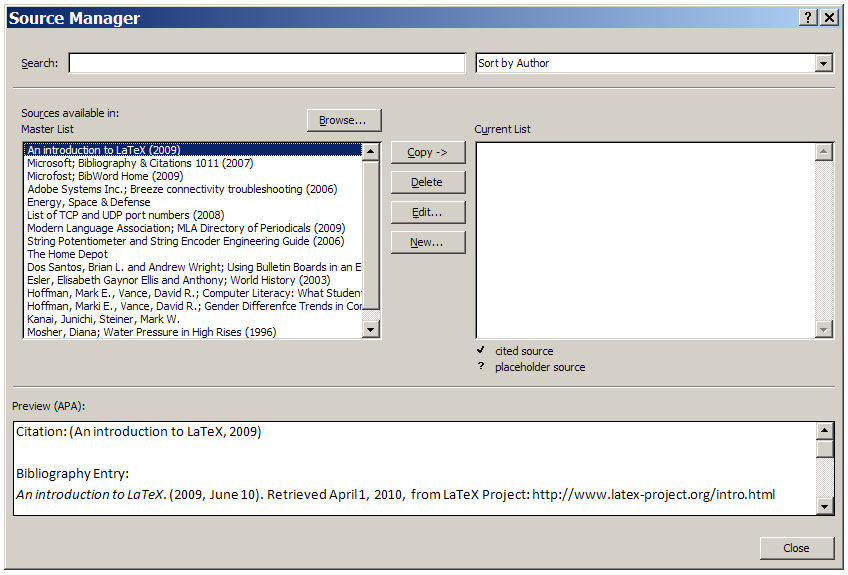 Source Manager
Search:
Sort by Author
Sources available in:
Master List
Browse...
Current List
An introduction to LaTeX (2009)
Microsoft; Bibliography & Citations 1011 (2007)
Microfost; BibWord Home (2009)
Adobe Systems Inc.; Breeze connectivity troubleshooting (2006)
Energy, Space & Defense
List of TCP and UDP port numbers (2008)
Modern Language Association; MLA Directory of Periodicals (2009)
String Potentiometer and String Encoder Engineering Guide (2006)
The Home Depot
Dos Santos, Brian L. and Andrew Wright; Using Bulletin Boards in an E
Esler, Elisabeth Gaynor Ellis and Anthony; World History (2003)
Hoffman, Mark E., Vance, David R.; Computer Literacy: What Student
Hoffman, Marki E., Vance, David R.; Gender Differenfce Trends in Cor
Kanai, Junichi, Steiner, Mark W.
Mosher, Diana; Water Pressure in High Rises (1996)
Copy ->
Delete
Edit...
New...
cited source
? placeholder source
Preview (APA):
Citation: (An introduction to LaTeX, 2009)
Bibliography Entry:
An introduction to LaTeX. (2009, June 10). Retrieved April 1, 2010, from LaTeX Project: http://www.latex-project.org/intro.html
Close